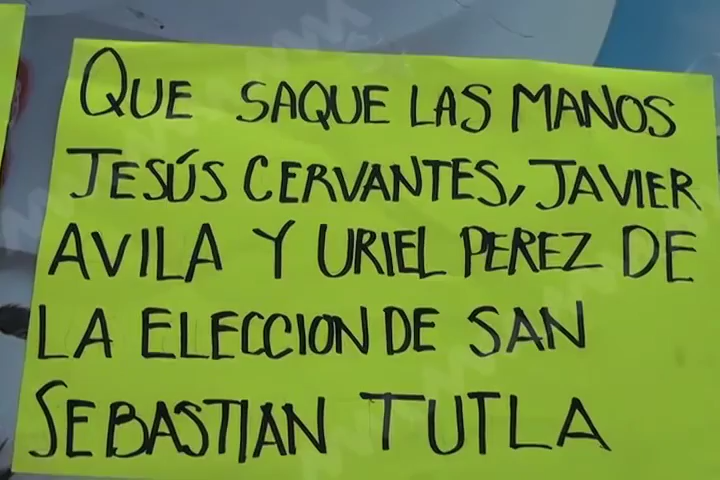 QUE SAQUE LAS MANOS
JESÚS CERVANTES, JAVIER
AVILA Y URIEL PEREZ DE
LA ELECCION DE SAN
SEBASTIAN TUTLA